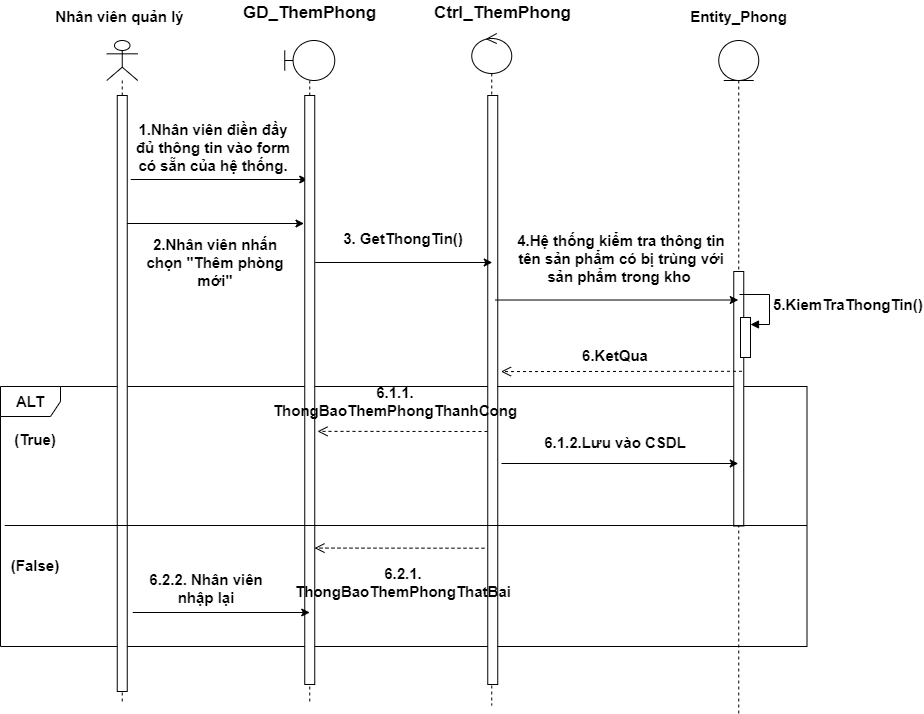 Nhân viên quản lý
GD_ThemPhong
Ctrl_ThemPhong
Entity_Phong
1.Nhân viên điền đầy
đủ thông tin vào form
có sẵn của hệ thống.
2.Nhân viên nhấn
chọn "Thêm phòng
mới"
3. GetThongTin()
4.Hệ thống kiểm tra thông tin
tên sản phẩm có bị trùng với
sản phẩm trong kho
5.KiemTraThongTin()
6.KetQua
ALT
(True)
6.1.1.
ThongBaoThemPhongThanhCong
6.1.2.Lưu vào CSDL
(False)
6.2.1.
ThongBaoThemPhongThatBai
6.2.2. Nhân viên
nhập lại